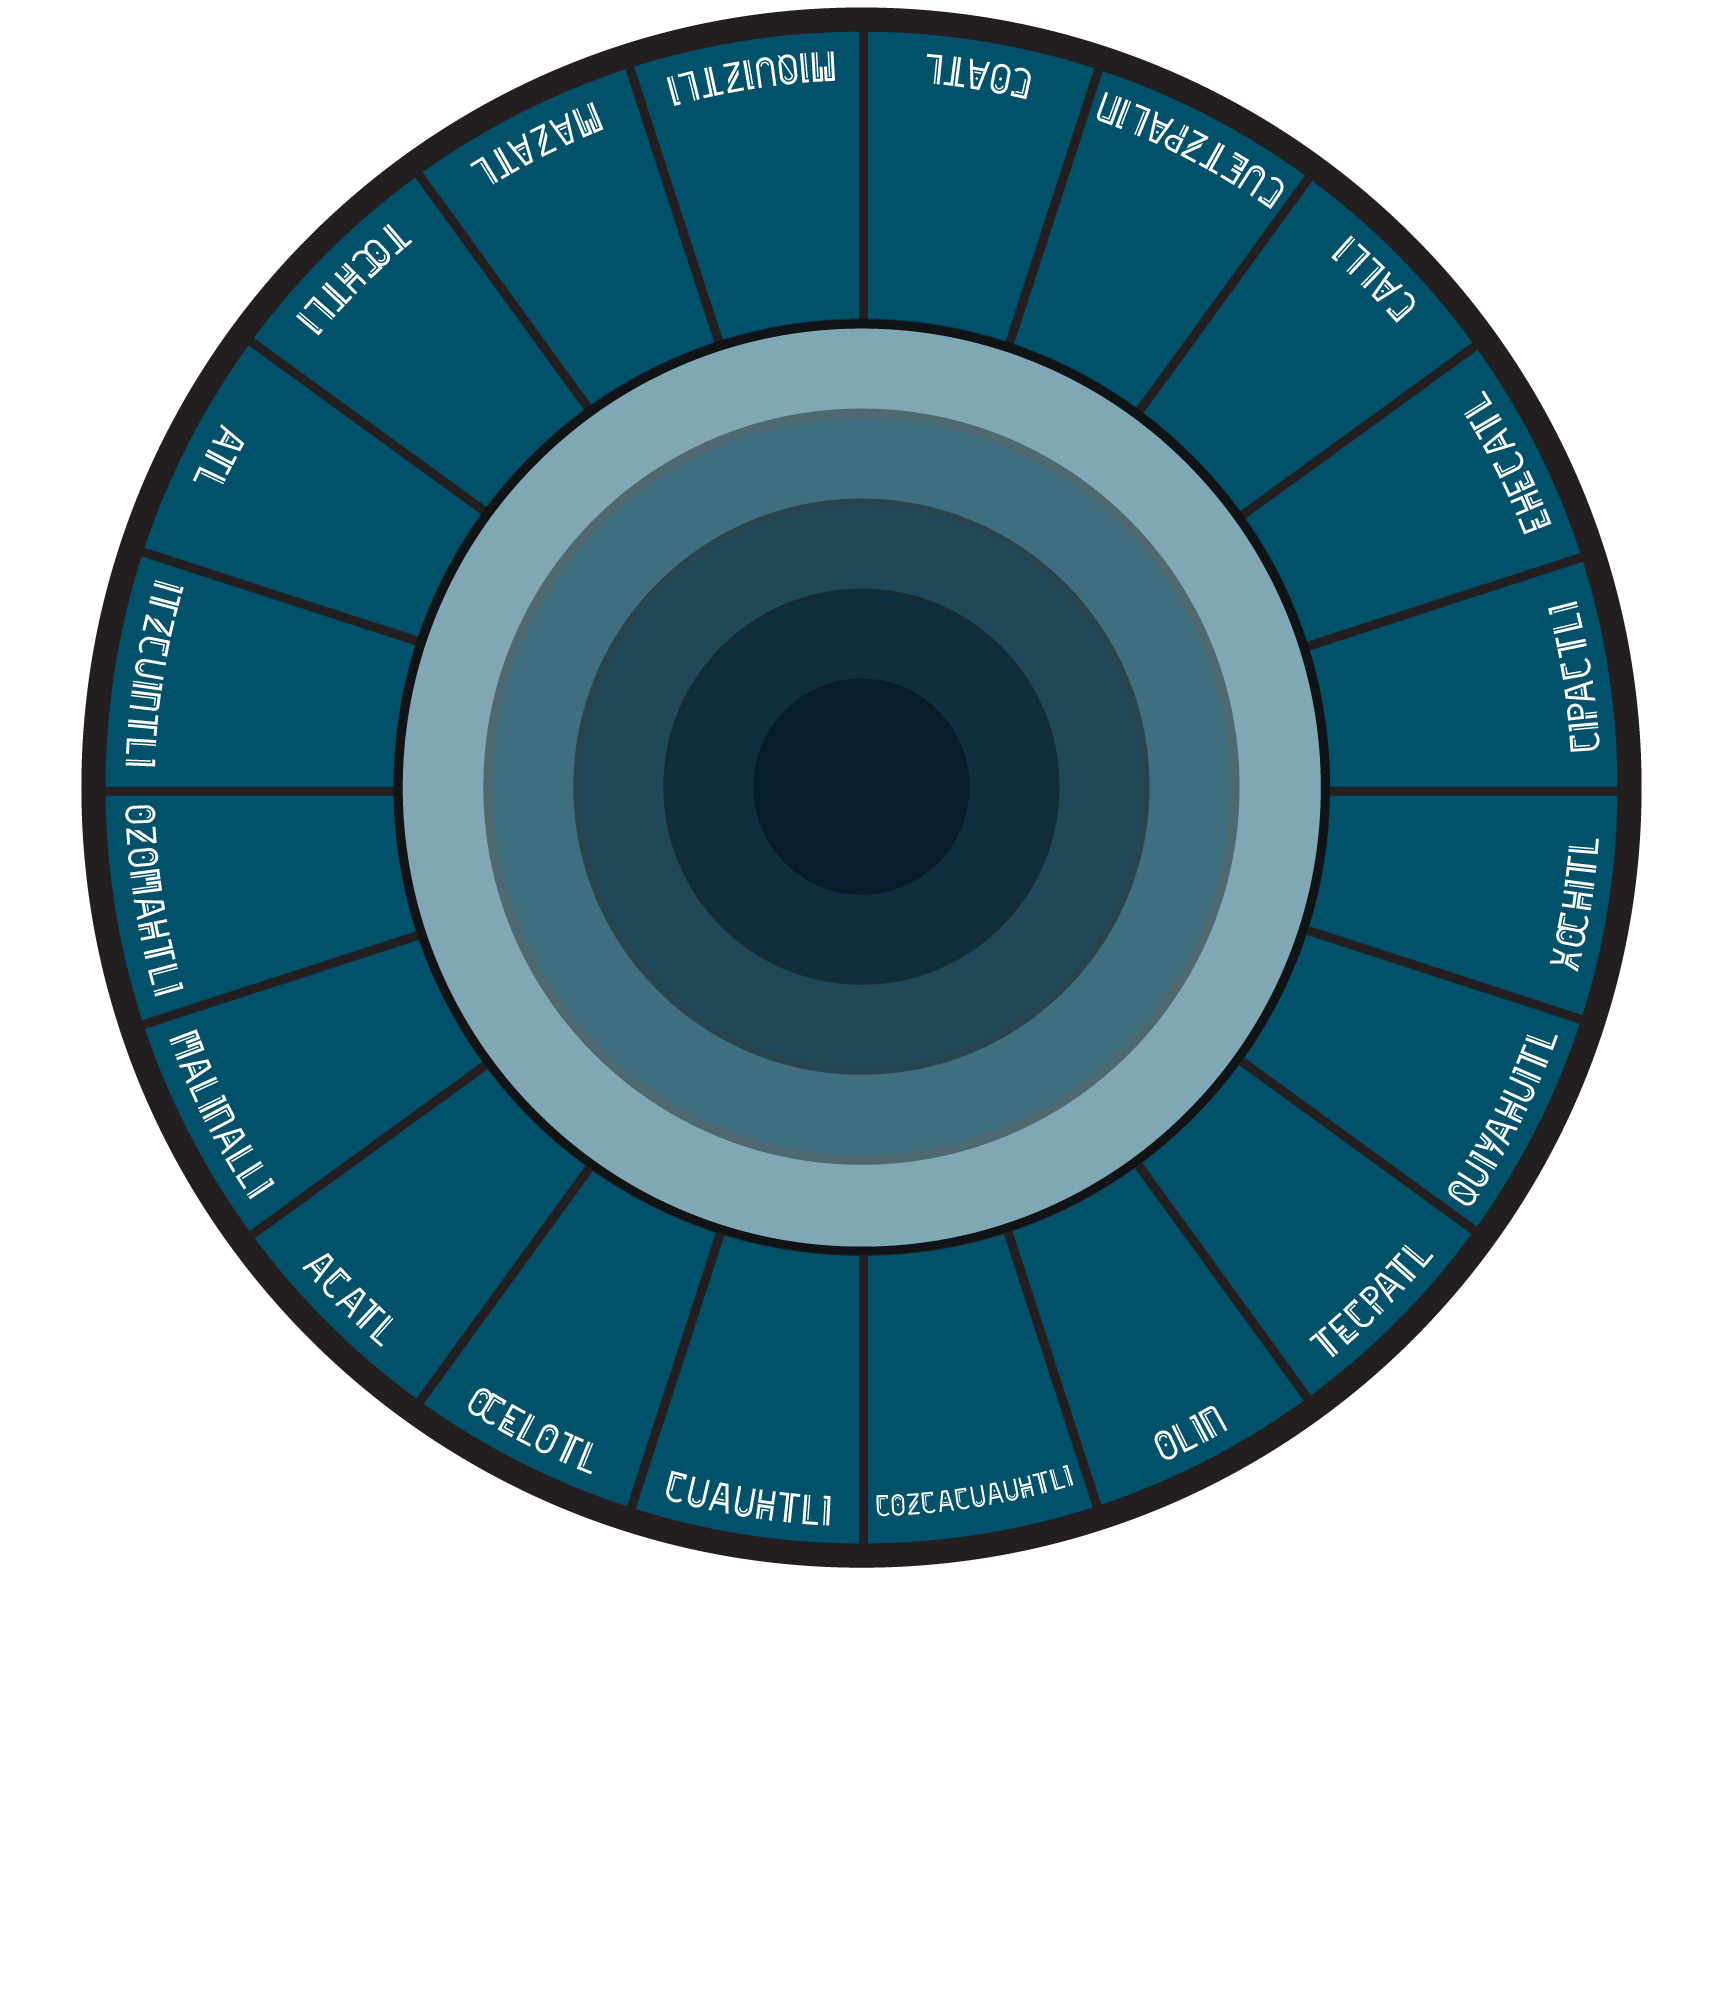 CIPACTLI
EHECATL
CALLI
CUETZPALIN
COATL
MIQUIZTLI
MAZATL
TOCHTLI
ATL
ITZCUINTLI
OZOMAHTLI
MALINALLI
ACATL
OCELOTL
CUAUHTLI
COZCACUAUHTLI
OLIN
TECPATL
QUIYAHUITL
XOCHITL